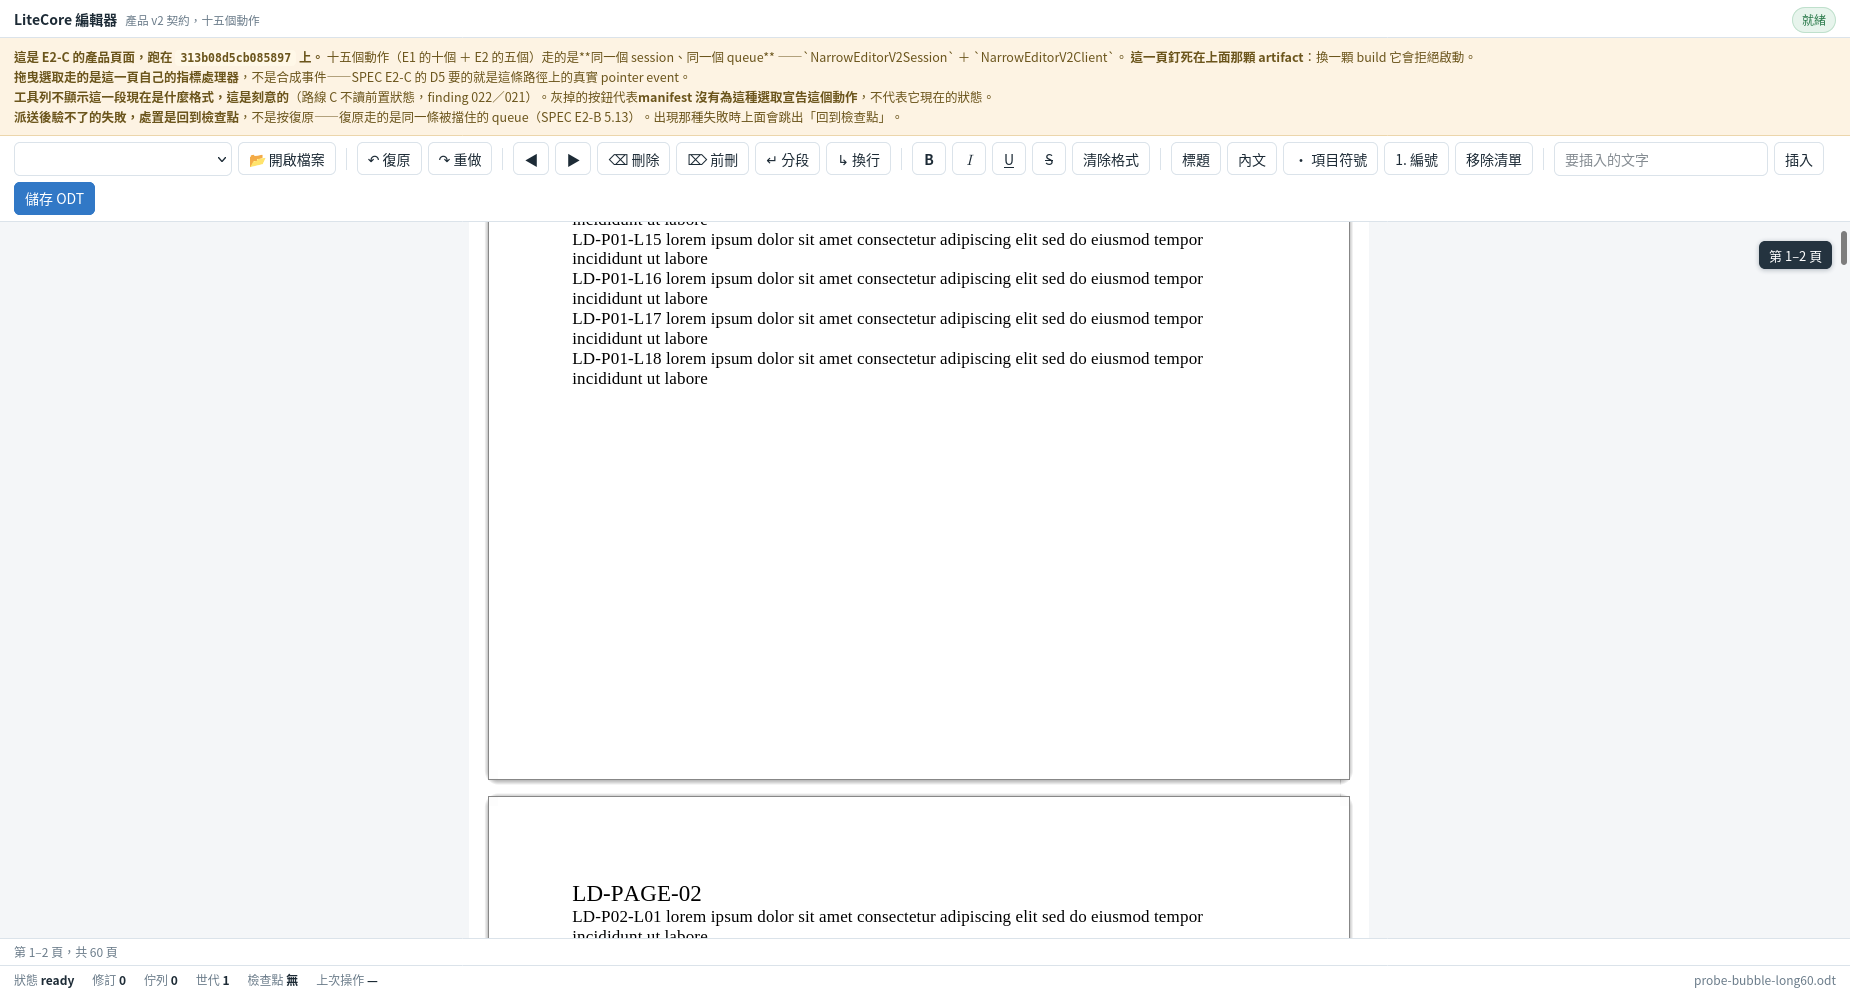 LiteCore 編輯器 產品 v2 契約，十五個動作 就緒
這是 E2-C 的產品頁面，跑在 313b08d5cb085897 上。 十五個動作（E1 的十個 ＋ E2 的五個）走的是**同一個 session、同一個 queue** ——`NarrowEditorV2Session` ＋ `NarrowEditorV2Client`。 這一頁釘死在上面那顆 artifact：換一顆 build 它會拒絕啟動。
拖曳選取走的是這一頁自己的指標處理器，不是合成事件——SPEC E2-C 的 D5 要的就是這條路徑上的真實 pointer event。
工具列不顯示這一段現在是什麼格式，這是刻意的（路線 C 不讀前置狀態，finding 022／021）。灰掉的按鈕代表manifest 沒有為這種選取宣告這個動作，不代表它現在的狀態。
派送後驗不了的失敗，處置是回到檢查點，不是按復原——復原走的是同一條被擋住的 queue（SPEC E2-B 5.13）。出現那種失敗時上面會跳出「回到檢查點」。
📂 開啟檔案 ↶ 復原 ↷ 重做 ◀ ▶ ⌫ 刪除 ⌦ 前刪 ↵ 分段 ↳ 換行 B I U S 清除格式 標題 內文 • 項目符號 1. 編號 移除清單 要插入的文字 插入
儲存 ODT
incididunt ut labore
LD-P01-L15 lorem ipsum dolor sit amet consectetur adipiscing elit sed do eiusmod tempor
incididunt ut labore
LD-P01-L16 lorem ipsum dolor sit amet consectetur adipiscing elit sed do eiusmod tempor
incididunt ut labore
LD-P01-L17 lorem ipsum dolor sit amet consectetur adipiscing elit sed do eiusmod tempor
incididunt ut labore
LD-P01-L18 lorem ipsum dolor sit amet consectetur adipiscing elit sed do eiusmod tempor
incididunt ut labore
第 1–2 頁
LD-PAGE-02
LD-P02-L01 lorem ipsum dolor sit amet consectetur adipiscing elit sed do eiusmod tempor
incididunt ut labore
第 1–2 頁，共 60 頁
狀態 ready 修訂 0 佇列 0 世代 1 檢查點 無 上次操作 — probe-bubble-long60.odt